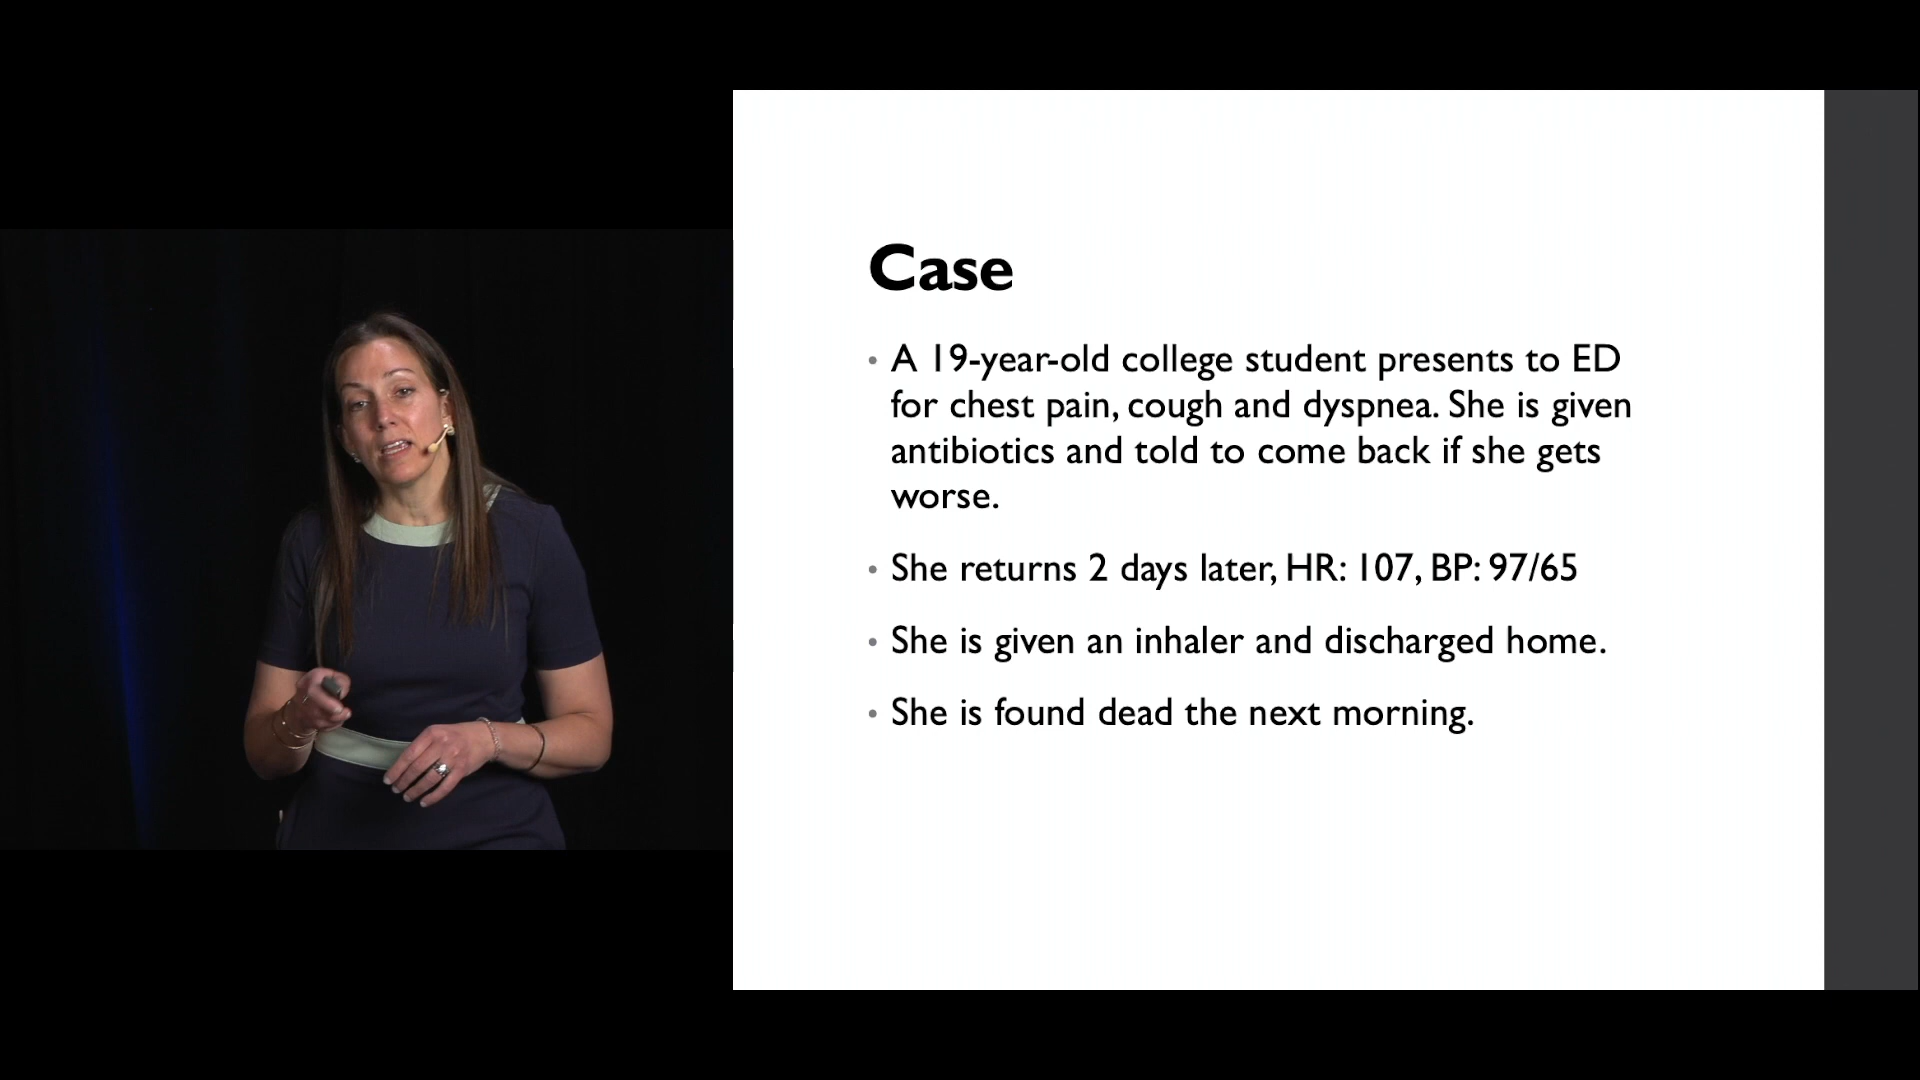 Case
• A 19-year-old college student presents to ED
for chest pain, cough and dyspnea. She is given
antibiotics and told to come back if she gets
worse.
• She returns 2 days later, HR: 107, BP: 97/65
• She is given an inhaler and discharged home.
• She is found dead the next morning.